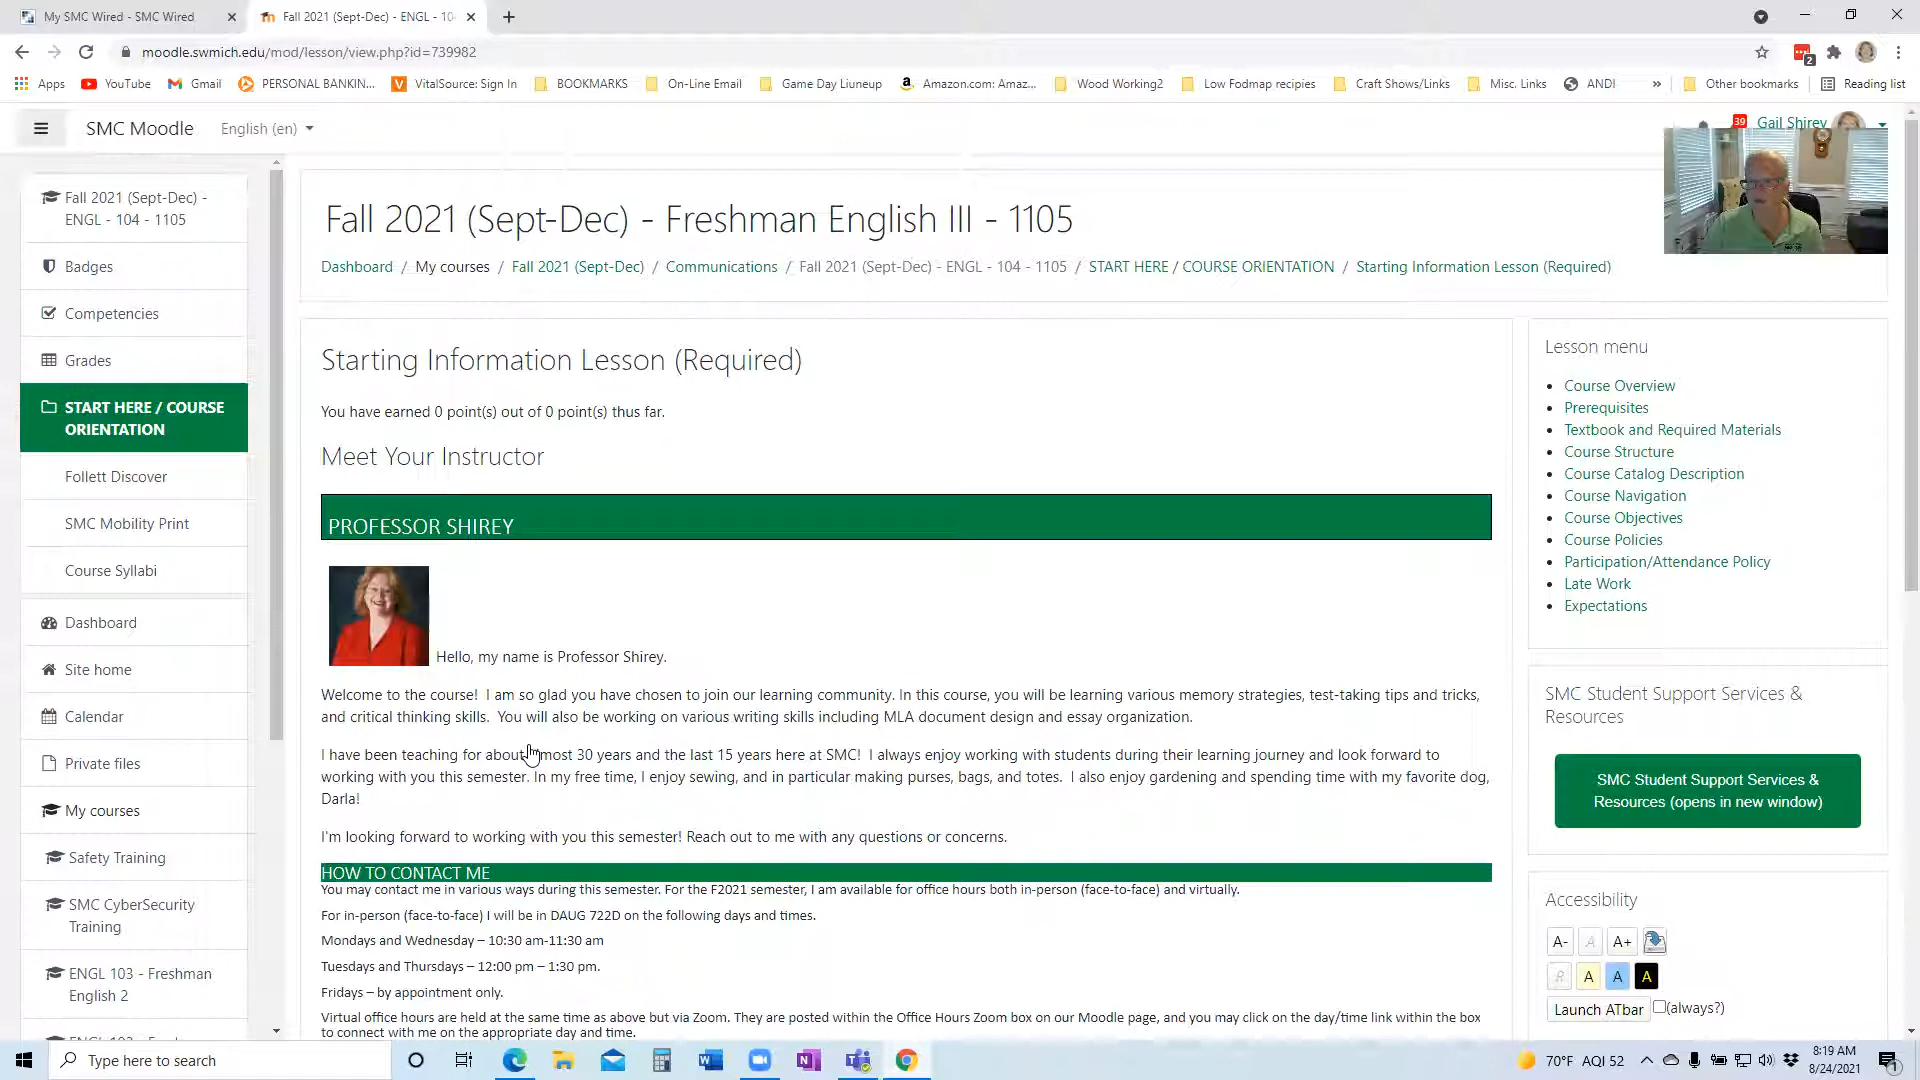 My SMC Wired - SMC Wired
Fall 2021 (Sept-Dec) - ENGL - 10
moodle.swmich.edu/mod/lesson/view.php?id=739982
2
Apps
YouTube
Gmail
PERSONAL BANKIN...
VitalSource: Sign In
BOOKMARKS
On-Line Email
Game Day Liuneup
Amazon.com: Amaz...
Wood Working2
Low Fodmap recipies
Craft Shows/Links
Misc. Links
ANDI
»
Other bookmarks
Reading list
SMC Moodle
English (en)
39
Gail Shirey
Fall 2021 (Sept-Dec) -
ENGL - 104 - 1105
Badges
Competencies
Grades
START HERE / COURSE
ORIENTATION
Follett Discover
SMC Mobility Print
Course Syllabi
Dashboard
Site home
Calendar
Private files
My courses
Safety Training
SMC CyberSecurity
Training
ENGL 103 - Freshman
English 2
Fall 2021 (Sept-Dec) - Freshman English III - 1105
Dashboard / My courses / Fall 2021 (Sept-Dec) / Communications / Fall 2021 (Sept-Dec) - ENGL - 104 - 1105 / START HERE / COURSE ORIENTATION / Starting Information Lesson (Required)
Starting Information Lesson (Required)
You have earned 0 point(s) out of 0 point(s) thus far.
Meet Your Instructor
PROFESSOR SHIREY
Hello, my name is Professor Shirey.
Welcome to the course! I am so glad you have chosen to join our learning community. In this course, you will be learning various memory strategies, test-taking tips and tricks,
and critical thinking skills. You will also be working on various writing skills including MLA document design and essay organization.
I have been teaching for about most 30 years and the last 15 years here at SMC! I always enjoy working with students during their learning journey and look forward to
working with you this semester. In my free time, I enjoy sewing, and in particular making purses, bags, and totes. I also enjoy gardening and spending time with my favorite dog,
Darla!
I'm looking forward to working with you this semester! Reach out to me with any questions or concerns.
HOW TO CONTACT ME
You may contact me in various ways during this semester. For the F2021 semester, I am available for office hours both in-person (face-to-face) and virtually.
For in-person (face-to-face) I will be in DAUG 722D on the following days and times.
Mondays and Wednesday – 10:30 am-11:30 am
Tuesdays and Thursdays – 12:00 pm – 1:30 pm.
Fridays – by appointment only.
Virtual office hours are held at the same time as above but via Zoom. They are posted within the Office Hours Zoom box on our Moodle page, and you may click on the day/time link within the box
to connect with me on the appropriate day and time.
Lesson menu
Course Overview
Prerequisites
Textbook and Required Materials
Course Structure
Course Catalog Description
Course Navigation
Course Objectives
Course Policies
Participation/Attendance Policy
Late Work
Expectations
SMC Student Support Services &
Resources
SMC Student Support Services &
Resources (opens in new window)
Accessibility
A- A A+
R A A A
Launch ATbar (always?)
Type here to search
70°F AQI 52
8:19 AM
8/24/2021
1